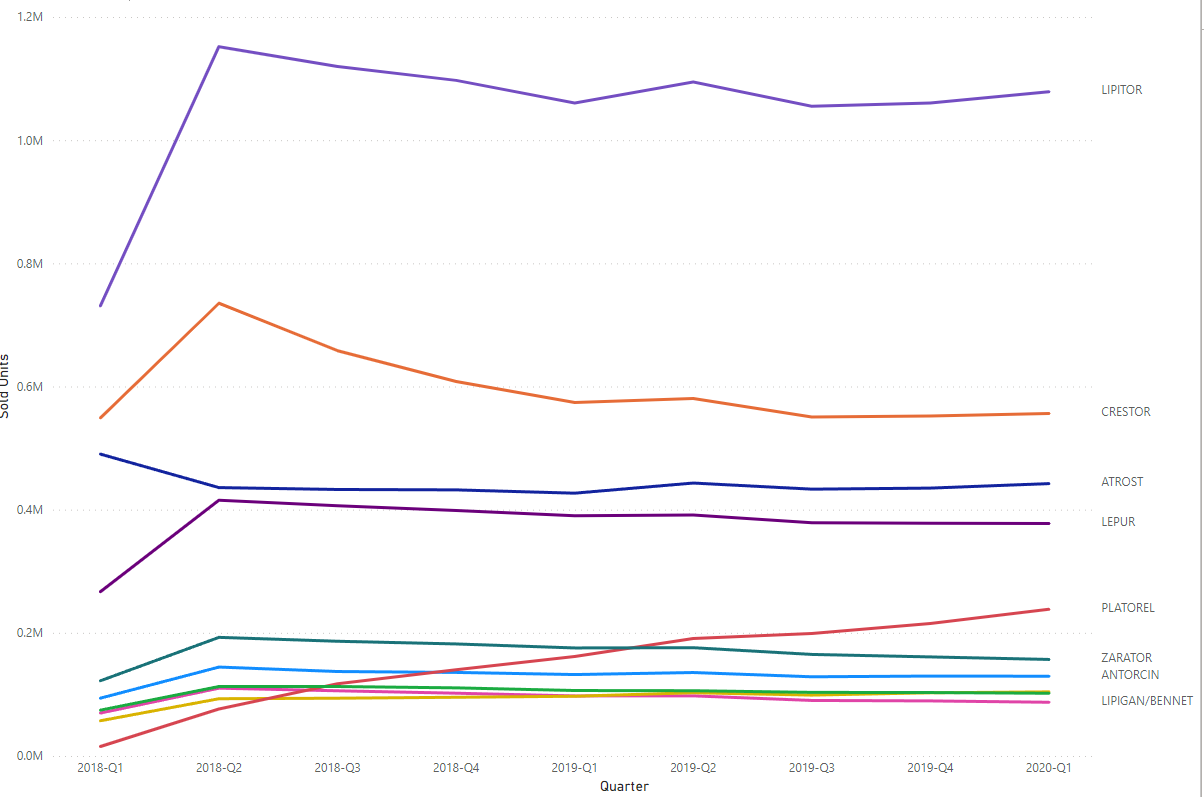 1.2M
LIPITOR
1.0M
0.8M
0.6M
CRESTOR
ATROST
0.4M
LEPUR
PLATOREL
0.2M
ZARATOR
ANTORCIN
LIPIGAN/BENNET
0.0M
2018-Q1 2018-Q2 2018-Q3 2018-Q4 2019-Q1 2019-Q2 2019-Q3 2019-Q4 2020-Q1
Quarter
Sold Units